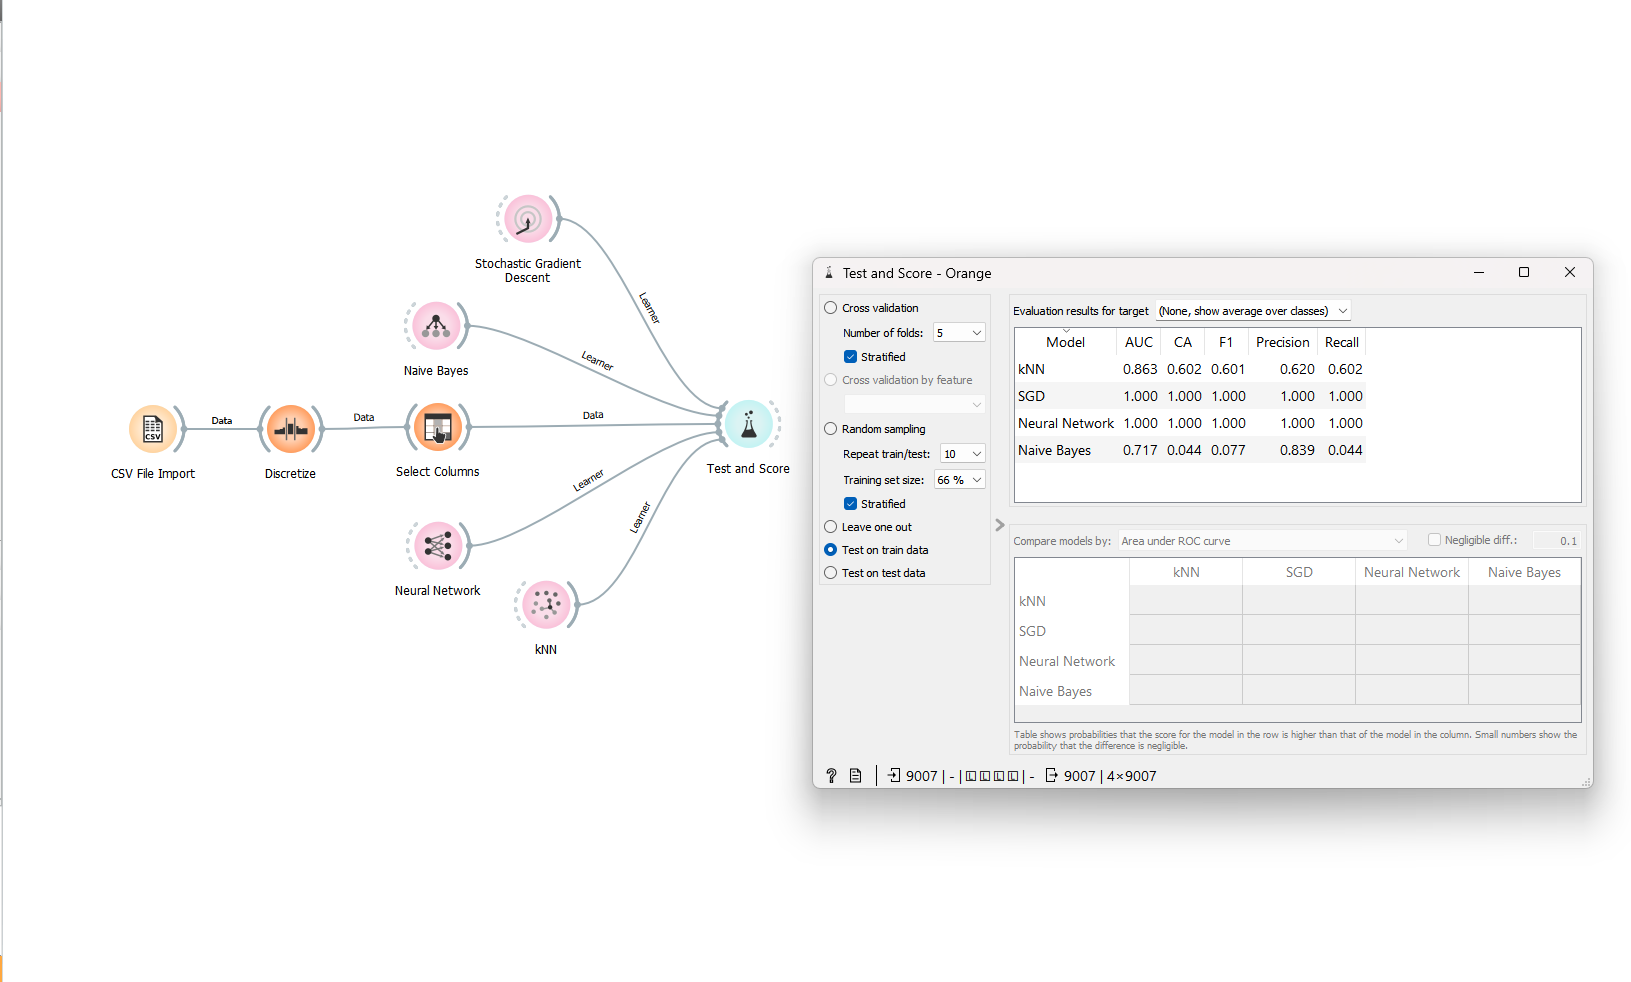 Stochastic Gradient
Descent
Learner
Naive Bayes
Learner
CSV
CSV File Import
Data
Discretize
Data
Select Columns
Data
Test and Score
Learner
Neural Network
Learner
kNN
Test and Score - Orange
Cross validation
Number of folds: 5
Stratified
Cross validation by feature
Random sampling
Repeat train/test: 10
Training set size: 66 %
Stratified
Leave one out
Test on train data
Test on test data
Evaluation results for target (None, show average over classes)
Model AUC CA F1 Precision Recall
kNN 0.863 0.602 0.601 0.620 0.602
SGD 1.000 1.000 1.000 1.000 1.000
Neural Network 1.000 1.000 1.000 1.000 1.000
Naive Bayes 0.717 0.044 0.077 0.839 0.044
Compare models by: Area under ROC curve Negligible diff.: 0.1
kNN SGD Neural Network Naive Bayes
kNN
SGD
Neural Network
Naive Bayes
Table shows probabilities that the score for the model in the row is higher than that of the model in the column. Small numbers show the
probability that the difference is negligible.
? 9007 | - | | - 9007 | 4×9007